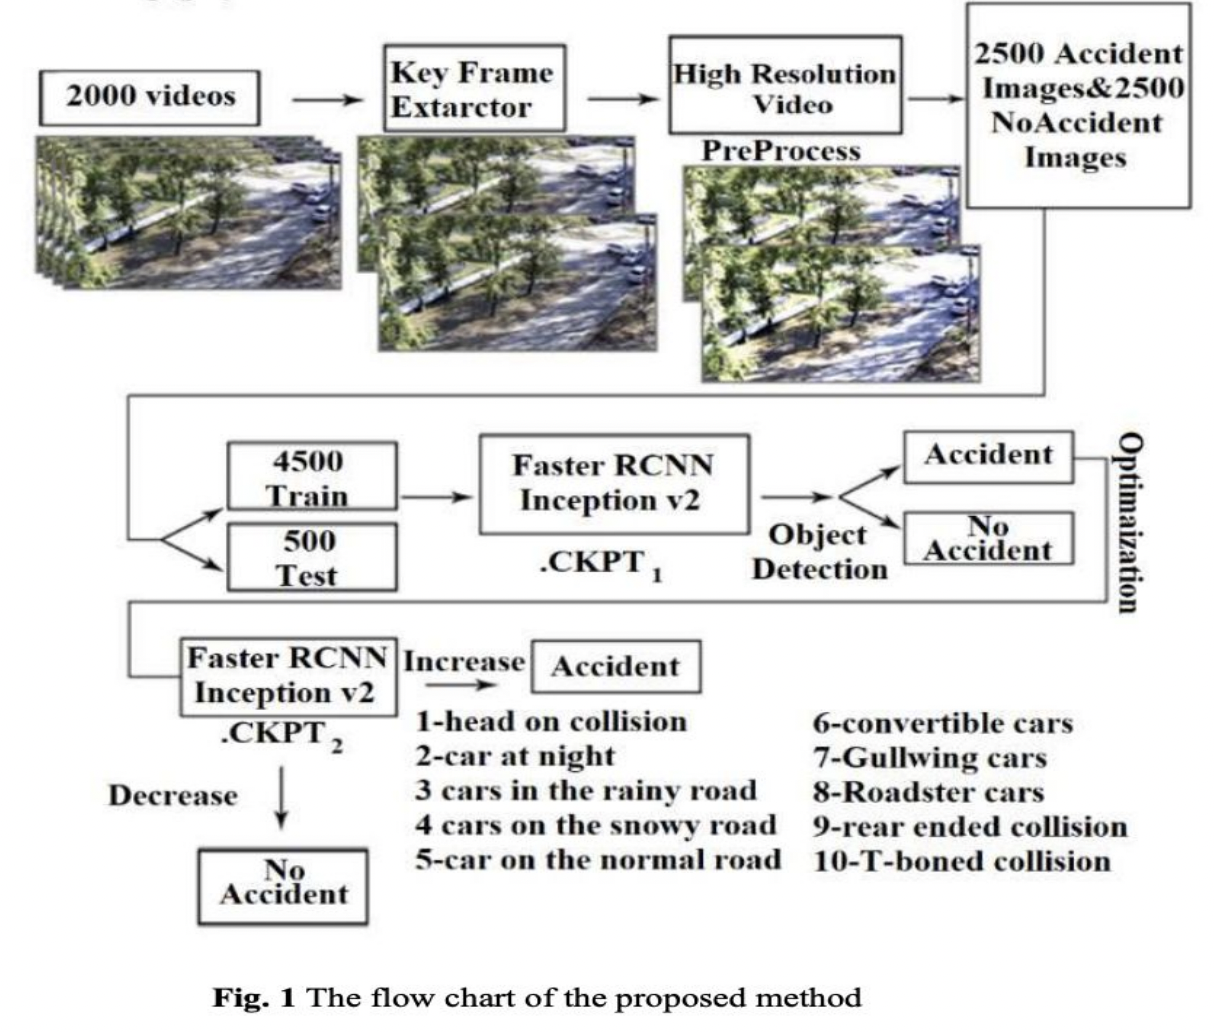 2000 videos
Key Frame
Extarctor
High Resolution
Video
PreProcess
2500 Accident
Images&2500
NoAccident
Images
4500
Train
500
Test
Faster RCNN
Inception v2
.CKPT 1
Object
Detection
Accident
No
Accident
Optimaization
Faster RCNN
Inception v2
.CKPT 2
Increase
Accident
Decrease
No
Accident
1-head on collision
2-car at night
3 cars in the rainy road
4 cars on the snowy road
5-car on the normal road
6-convertible cars
7-Gullwing cars
8-Roadster cars
9-rear ended collision
10-T-boned collision
Fig. 1 The flow chart of the proposed method